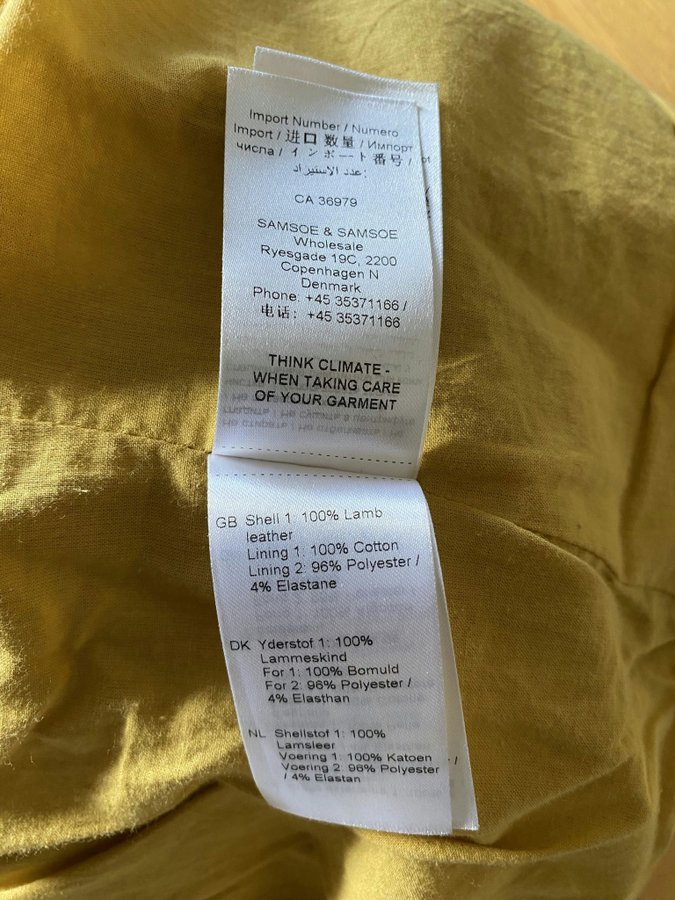 Import Number / Numero
Import / 进口 数量 / Импорт
числа / インポート番号 /
عدد الاستيراد:
CA 36979
SAMSOE & SAMSOE
Wholesale
Ryesgade 19C, 2200
Copenhagen N
Denmark
Phone: +45 35371166 /
电话: +45 35371166
THINK CLIMATE -
WHEN TAKING CARE
OF YOUR GARMENT
GB Shell 1: 100% Lamb
leather
Lining 1: 100% Cotton
Lining 2: 96% Polyester /
4% Elastane
DK Yderstof 1: 100%
Lammeskind
For 1: 100% Bomuld
For 2: 96% Polyester /
4% Elasthan
NL Shellstof 1: 100%
Lamsleer
Voering 1: 100% Katoen
Voering 2: 96% Polyester
/ 4% Elastan